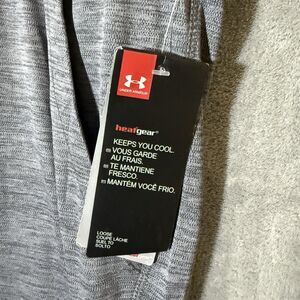 UNDER ARMOUR
heatgear®
KEEPS YOU COOL.
VOUS GARDE
AU FRAIS.
TE MANTIENE
FRESCO.
MANTÉM VOCÊ FRIO.
LOOSE
COUPE LÂCHE
SUELTO
SOLTO